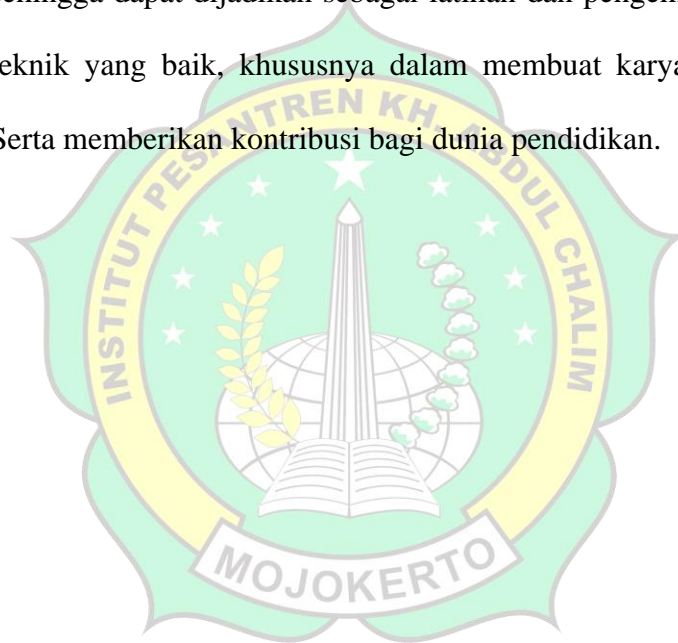 sehingga dapat dijadikan sebagai latihan dan
teknik yang baik, khususnya dalam membuat karya
Serta memberikan kontribusi bagi dunia pendidikan.
INSTITUT PESANTREN KH. ABDUL CHALIM
MOJOKERTO